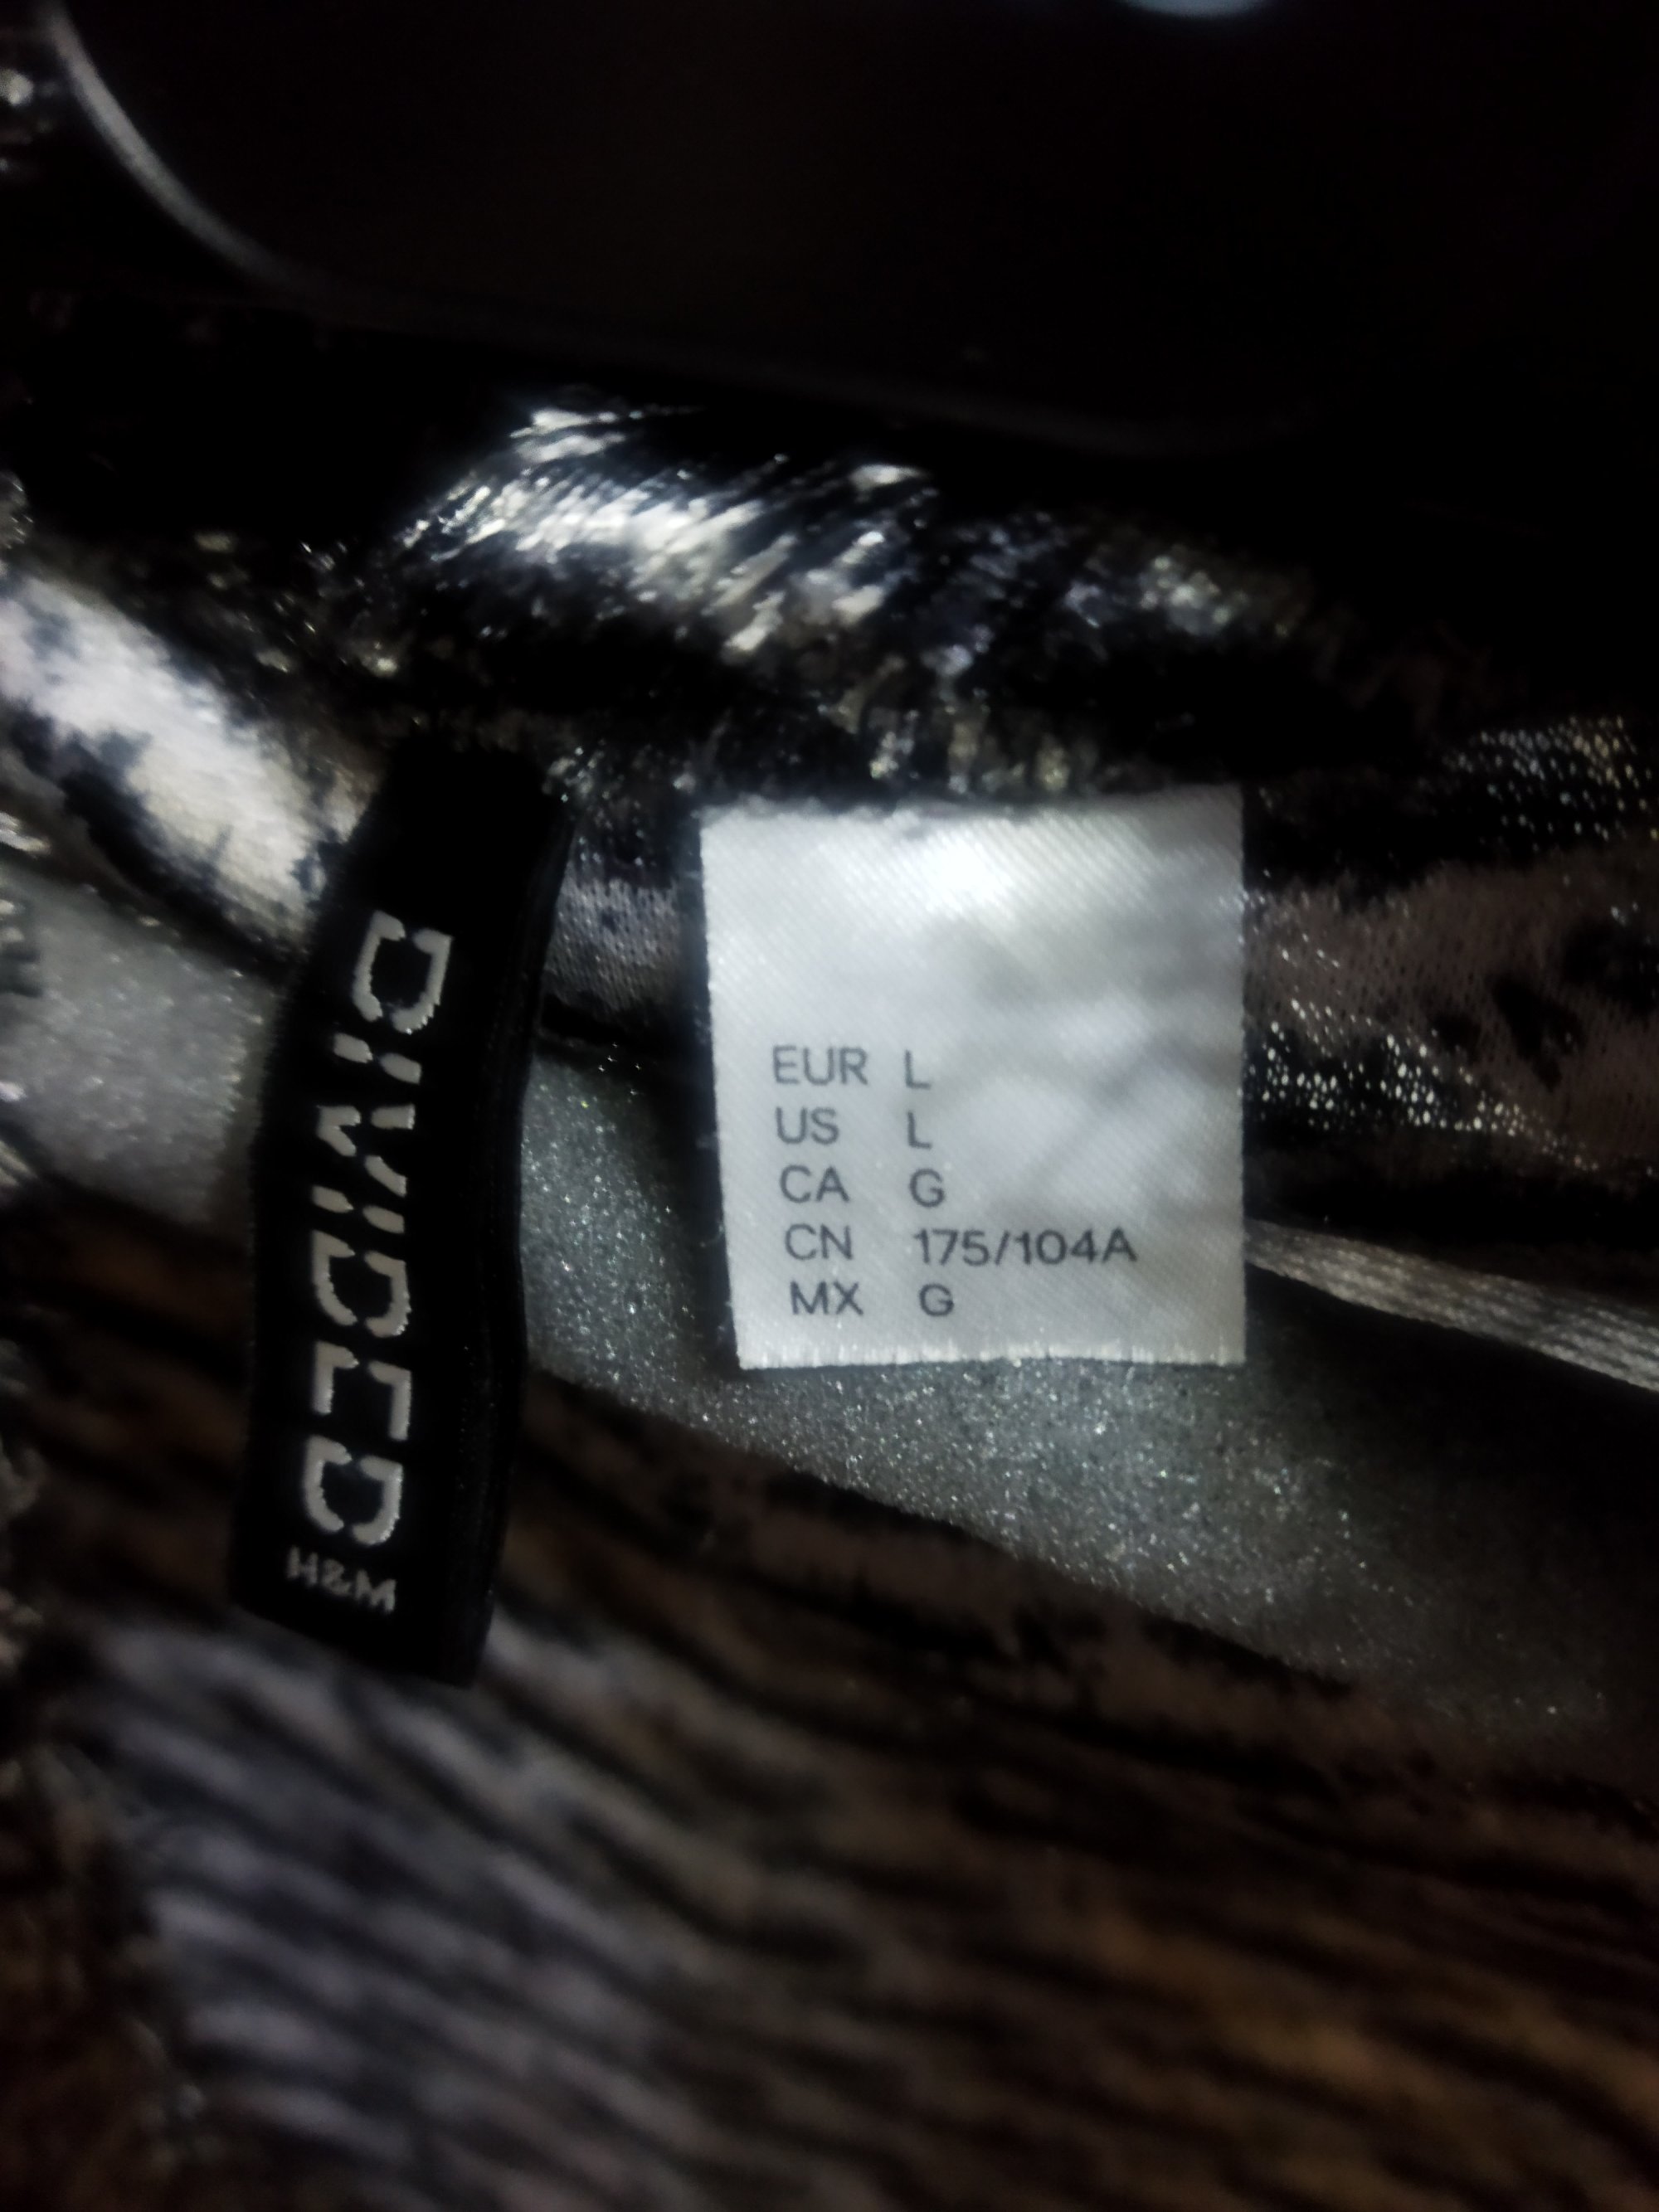 DIVIDED
H&M
EUR L
US L
CA G
CN 175/104A
MX G